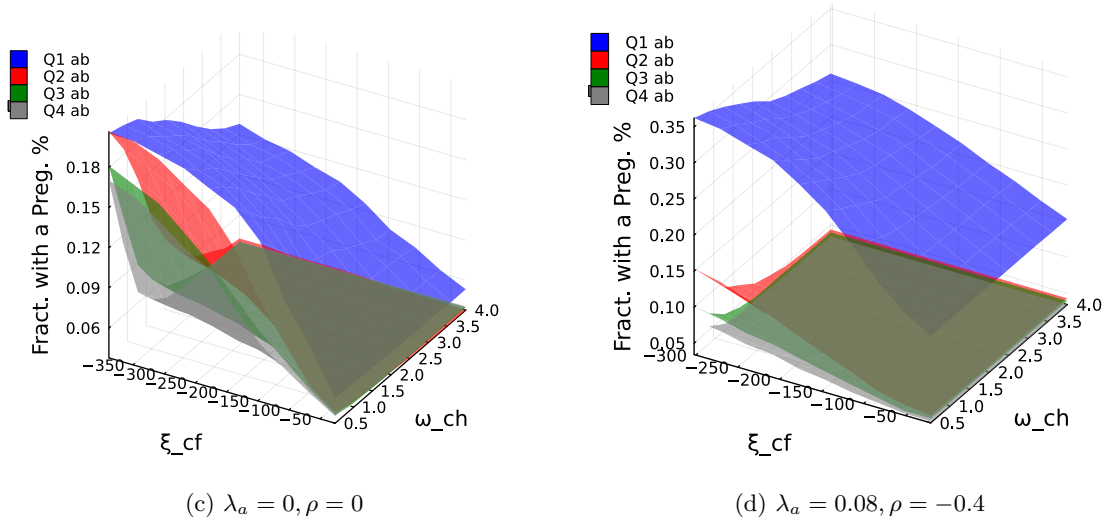 Q1 ab
Q2 ab
Q3 ab
Q4 ab
Fract. with a Preg. %
0.18
0.15
0.12
0.09
0.06
−350
−300
−250
−200
−150
−100
−50
ξ_cf
0.5
1.0
1.5
2.0
2.5
3.0
3.5
4.0
ω_ch
(c) λ_a = 0, ρ = 0
Q1 ab
Q2 ab
Q3 ab
Q4 ab
Fract. with a Preg. %
0.35
0.30
0.25
0.20
0.15
0.10
0.05
−300
−250
−200
−150
−100
−50
ξ_cf
0.5
1.0
1.5
2.0
2.5
3.0
3.5
4.0
ω_ch
(d) λ_a = 0.08, ρ = −0.4